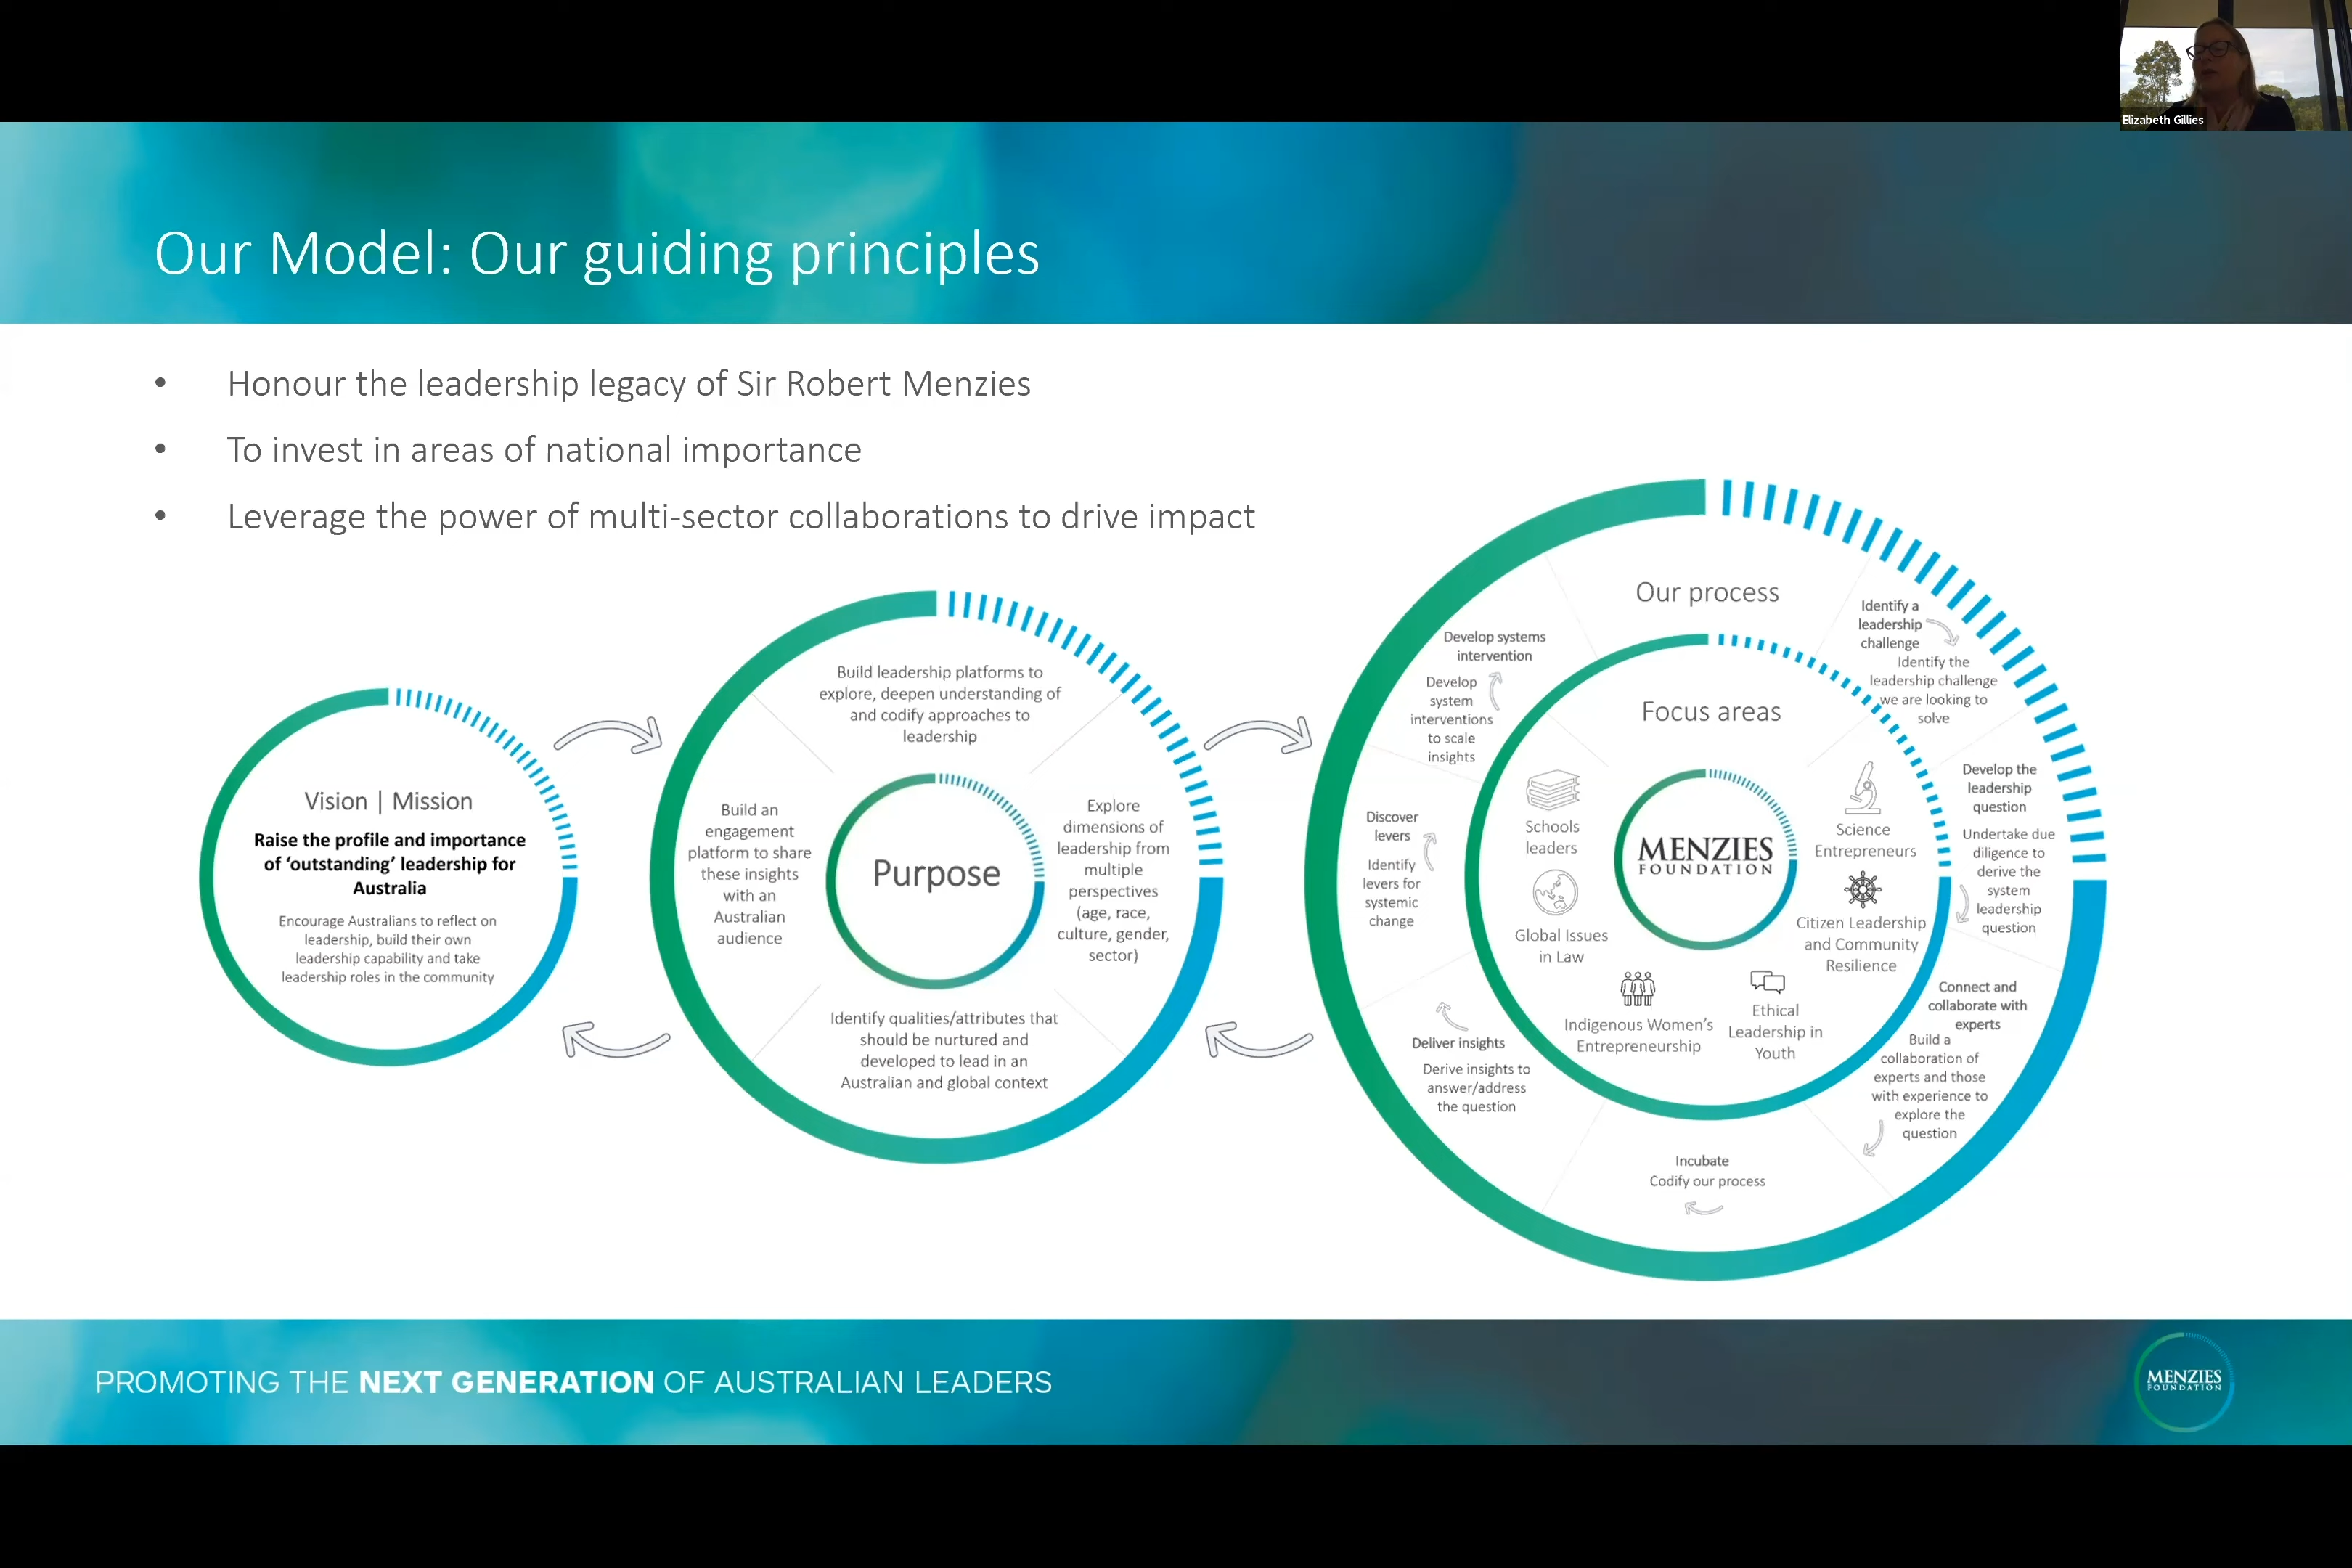 Elizabeth Gillies
Our Model: Our guiding principles
• Honour the leadership legacy of Sir Robert Menzies
• To invest in areas of national importance
• Leverage the power of multi-sector collaborations to drive impact
Vision | Mission
Raise the profile and importance
of ‘outstanding’ leadership for
Australia
Encourage Australians to reflect on
leadership, build their own
leadership capability and take
leadership roles in the community
Build leadership platforms to
explore, deepen understanding of
and codify approaches to
leadership
Build an
engagement
platform to share
these insights
with an
Australian
audience
Purpose
Explore
dimensions of
leadership from
multiple
perspectives
(age, race,
culture, gender,
sector)
Identify qualities/attributes that
should be nurtured and
developed to lead in an
Australian and global context
Our process
Identify a
leadership
challenge
Identify the
leadership challenge
we are looking to
solve
Develop the
leadership
question
Undertake due
diligence to
derive the
system
leadership
question
Connect and
collaborate with
experts
Build a
collaboration of
experts and those
with experience to
explore the
question
Incubate
Codify our process
Deliver insights
Derive insights to
answer/address
the question
Discover
levers
Identify
levers for
systemic
change
Develop systems
intervention
Develop
system
interventions
to scale
insights
Focus areas
Schools
leaders
Science
Entrepreneurs
Global Issues
in Law
Citizen Leadership
and Community
Resilience
Indigenous Women’s
Entrepreneurship
Ethical
Leadership in
Youth
MENZIES
FOUNDATION
PROMOTING THE NEXT GENERATION OF AUSTRALIAN LEADERS
MENZIES
FOUNDATION